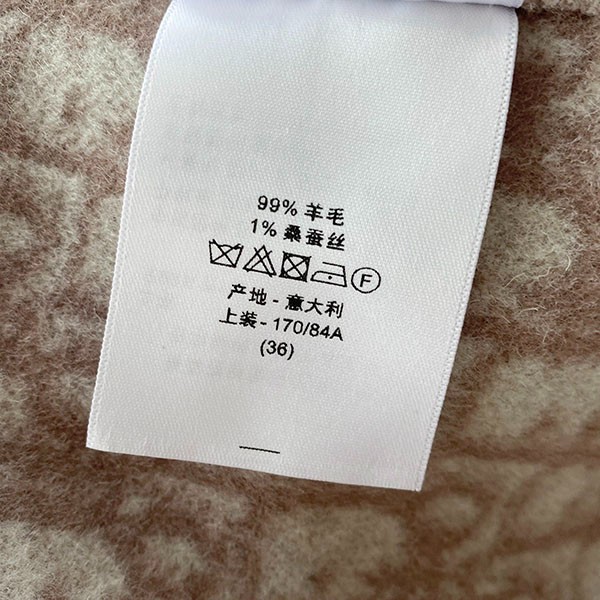 99% 羊毛
1% 桑蚕丝
F
产地 - 意大利
上装 - 170/84A
(36)